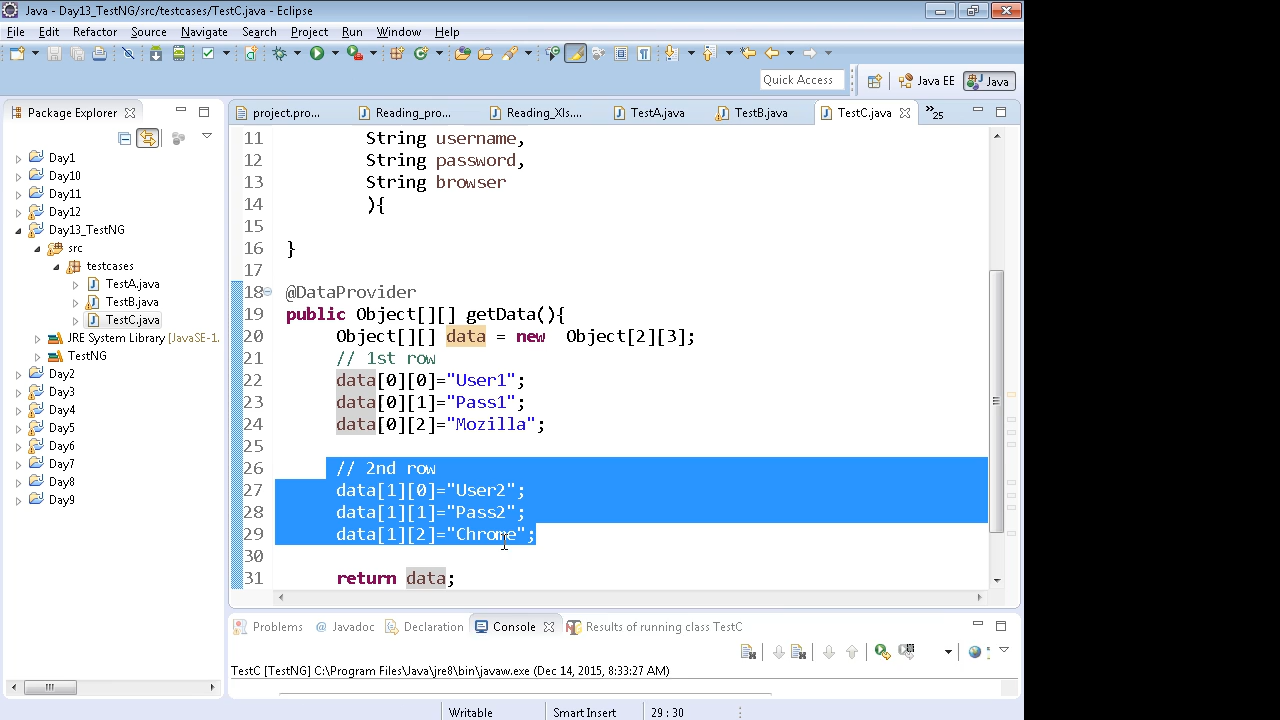 Java - Day13_TestNG/src/testcases/TestC.java - Eclipse
File Edit Refactor Source Navigate Search Project Run Window Help
Quick Access
Java EE
Java
Package Explorer
project.pro...
Reading_pro...
Reading_Xls....
TestA.java
TestB.java
TestC.java
»25
Day1
Day10
Day11
Day12
Day13_TestNG
src
testcases
TestA.java
TestB.java
TestC.java
JRE System Library [JavaSE-1.
TestNG
Day2
Day3
Day4
Day5
Day6
Day7
Day8
Day9
11 String username,
12 String password,
13 String browser
14 ){
15
16 }
17
18 @DataProvider
19 public Object[][] getData(){
20 Object[][] data = new Object[2][3];
21 // 1st row
22 data[0][0]="User1";
23 data[0][1]="Pass1";
24 data[0][2]="Mozilla";
25
26 // 2nd row
27 data[1][0]="User2";
28 data[1][1]="Pass2";
29 data[1][2]="Chrome";
30
31 return data;
Problems @ Javadoc Declaration Console Results of running class TestC
TestC [TestNG] C:\Program Files\Java\jre8\bin\javaw.exe (Dec 14, 2015, 8:33:27 AM)
Writable Smart Insert 29 : 30